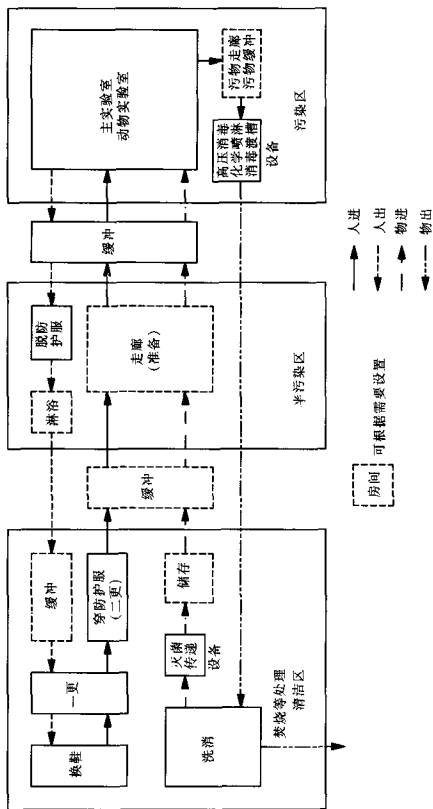 换鞋
一更
缓冲
穿防护服
(二更)
洗消
灭菌
传递
设备
储存
焚烧等处理
清洁区
缓冲
淋浴
脱防
护服
走廊
(准备)
半污染区
缓冲
主实验室
动物实验室
污物走廊
污物缓冲
高压消毒
化学喷淋
消毒渡槽
设备
污染区
房间
可根据需要设置
人进
人出
物进
物出